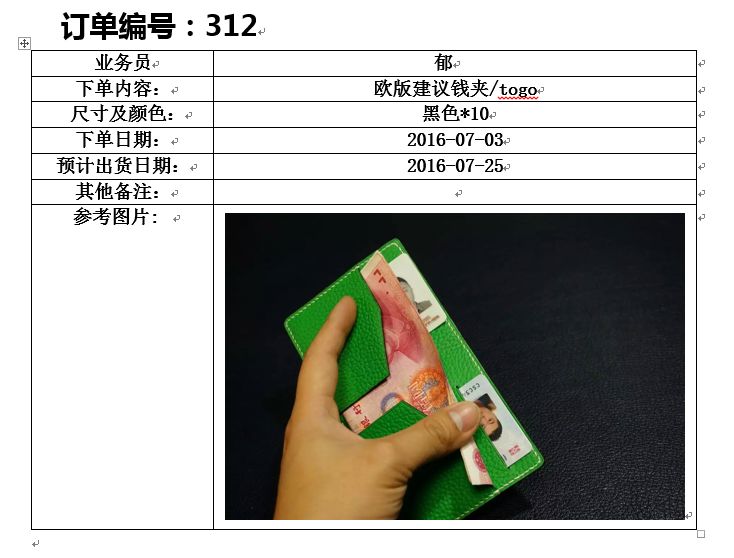 订单编号：312
业务员 郁
下单内容： 欧版建议钱夹/togo
尺寸及颜色： 黑色*10
下单日期： 2016-07-03
预计出货日期： 2016-07-25
其他备注：
参考图片: